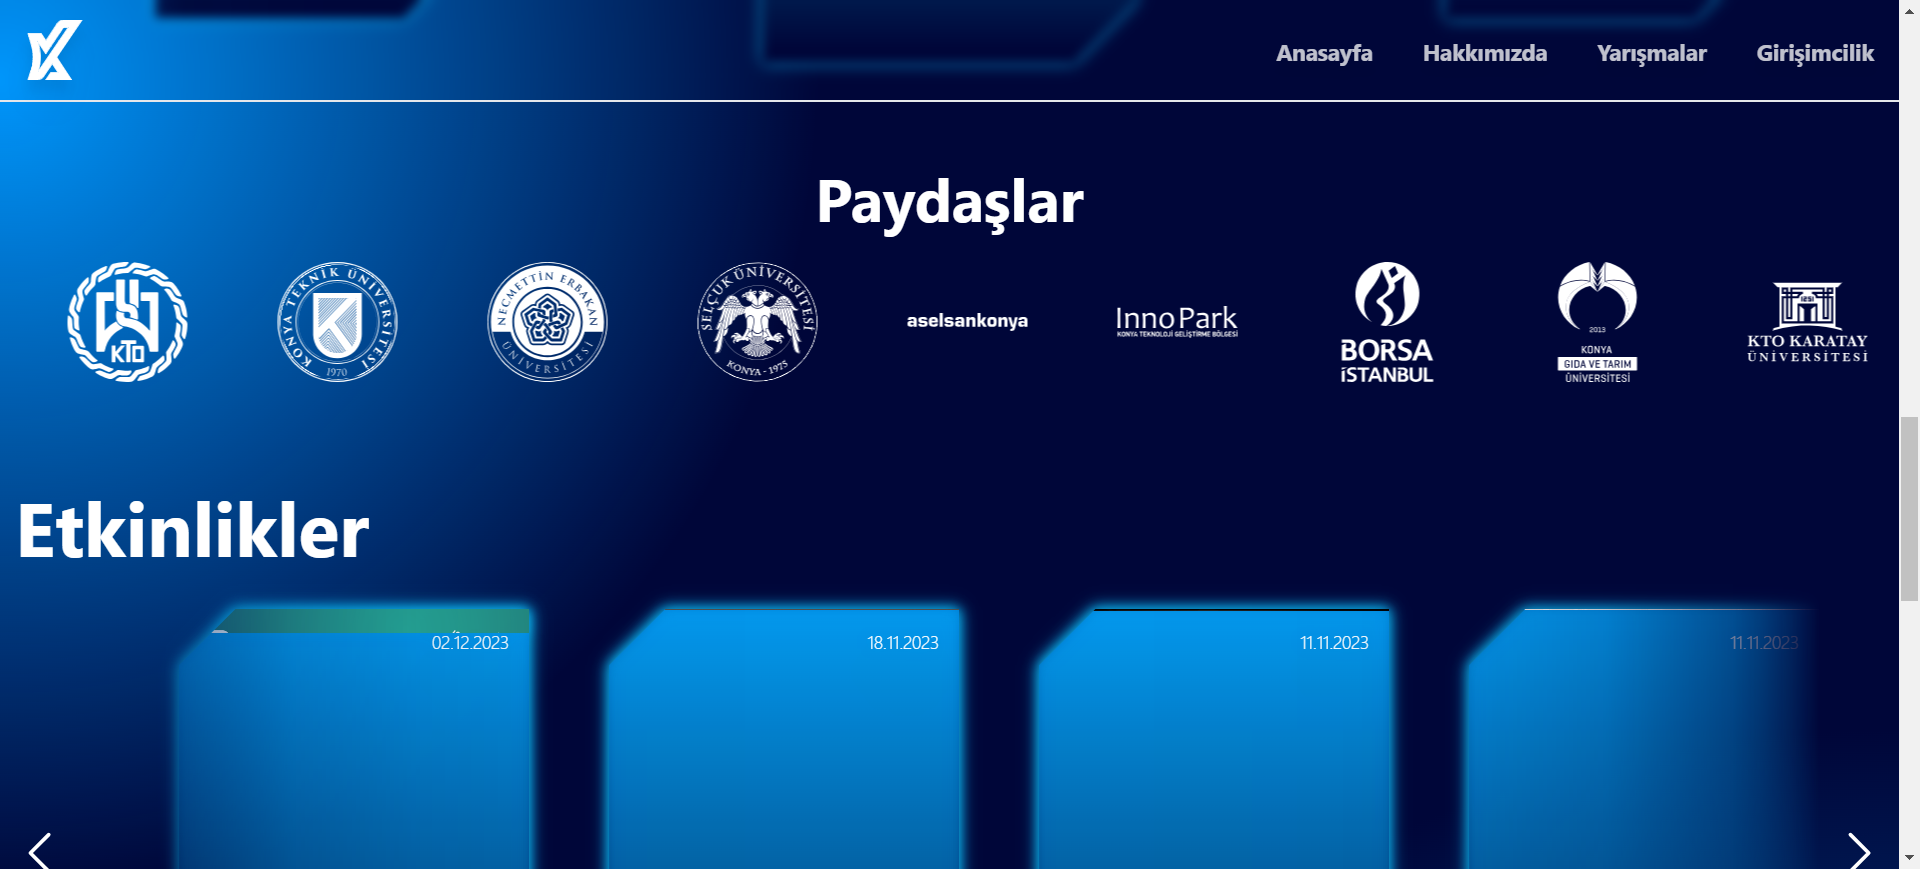 Anasayfa Hakkımızda Yarışmalar Girişimcilik
Paydaşlar
KTO
KONYA TEKNİK ÜNİVERSİTESİ
1970
NECMETTİN ERBAKAN
ÜNİVERSİTESİ
SELÇUK ÜNİVERSİTESİ
KONYA - 1975
aselsankonya
InnoPark
KONYA TEKNOLOJİ GELİŞTİRME BÖLGESİ
BORSA
İSTANBUL
2013
KONYA
GIDA VE TARIM
ÜNİVERSİTESİ
1251
KTO KARATAY
ÜNİVERSİTESİ
Etkinlikler
02.12.2023
18.11.2023
11.11.2023
11.11.2023